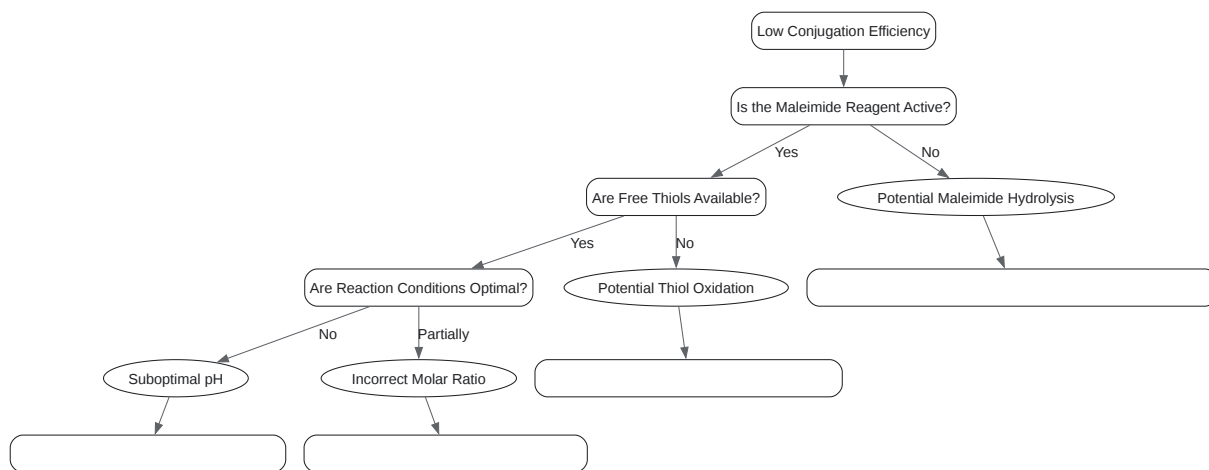 Low Conjugation Efficiency
Is the Maleimide Reagent Active?
Yes
No
Are Free Thiols Available?
Potential Maleimide Hydrolysis
Yes
No
Are Reaction Conditions Optimal?
Potential Thiol Oxidation
No
Partially
Suboptimal pH
Incorrect Molar Ratio